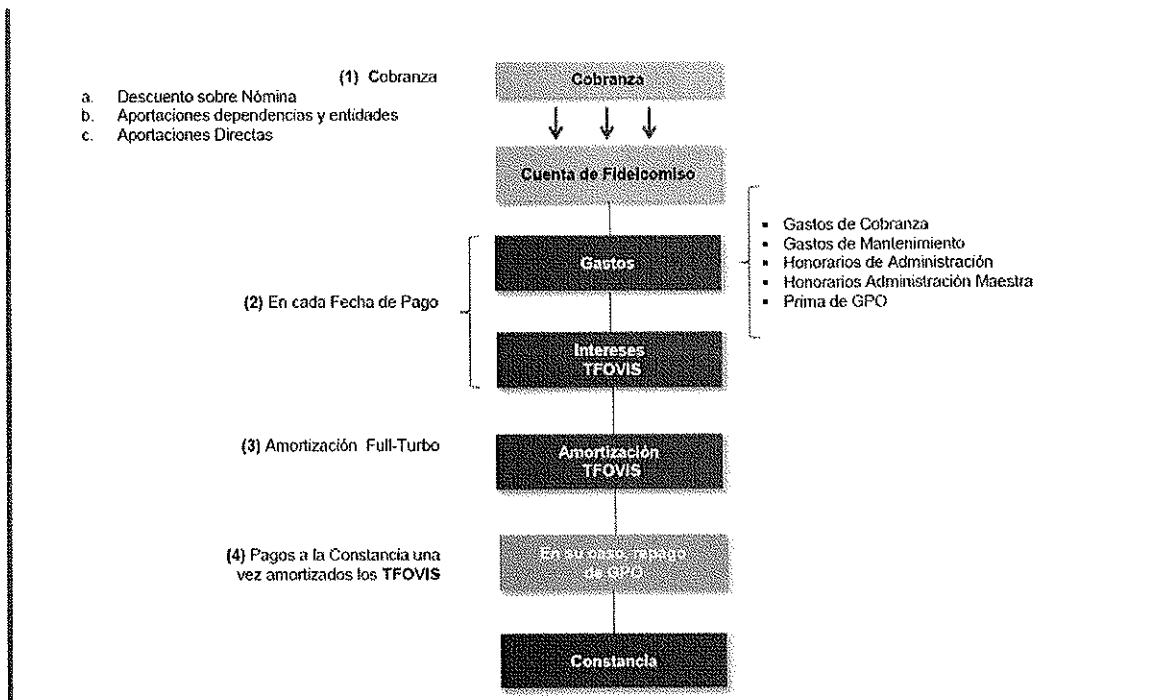 (1) Cobranza
a. Descuento sobre Nómina
b. Aportaciones dependencias y entidades
c. Aportaciones Directas
Cobranza
Cuenta de Fideicomiso
(2) En cada Fecha de Pago
Gastos
▪ Gastos de Cobranza
▪ Gastos de Mantenimiento
▪ Honorarios de Administración
▪ Honorarios Administración Maestra
▪ Prima de GPO
Intereses
TFOVIS
(3) Amortización Full-Turbo
Amortización
TFOVIS
(4) Pagos a la Constancia una
vez amortizados los TFOVIS
En su caso, repago
de GPO
Constancia